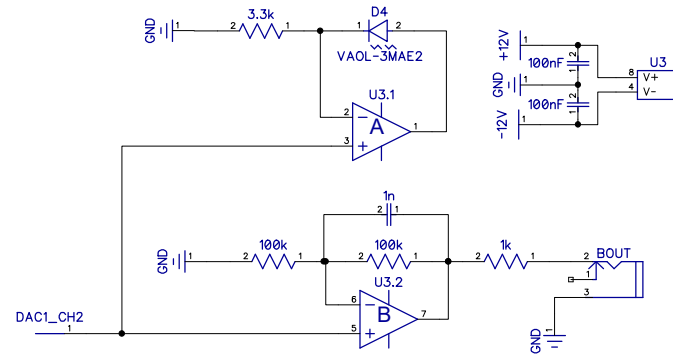 3.3k
D4
GND 1
2 1
1 2
VAOL-3MAE2
+12V 1
100nF 2 1
GND 1
100nF 2 1
-12V 1
U3
8 V+
4 V-
U3.1
2
A
1
3
1n
2 1
GND 1
100k
2 1
100k
2 1
1k
2 1
BOUT
2
1
3
U3.2
6
B
7
5
DAC1_CH2
1
GND 1